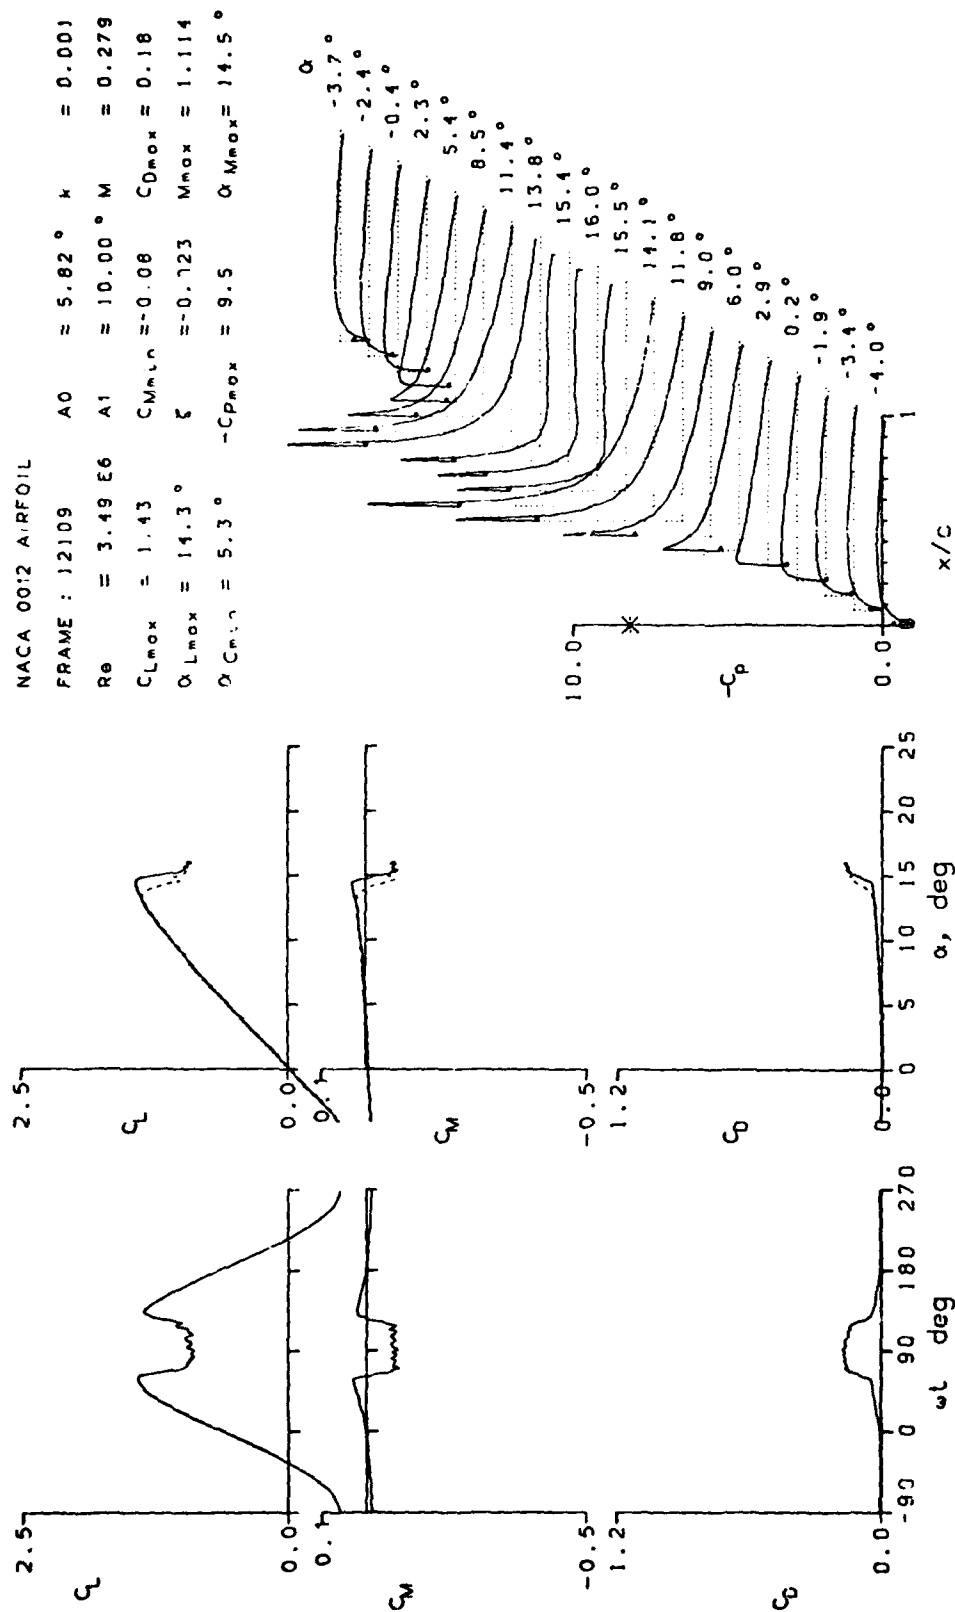 NACA 0012 AIRFOIL
FRAME : 12109 A0 = 5.82° k = 0.001
Re = 3.49 E6 A1 = 10.00° M = 0.279
CLmax = 1.43 CMmin =-0.08 CDmax = 0.18
αLmax = 14.3° ζ =-0.723 Mmax = 1.114
αCmin = 5.3° -CPmax = 9.5 αMmax = 14.5°
2.5
CL
0.0
0.1
CM
-0.5
1.2
CD
0.0
-90 0 90 180 270
ωt deg
2.5
CL
0.0
0.1
CM
-0.5
1.2
CD
0.0
0 5 10 15 20 25
α, deg
α
-3.7°
-2.4°
-0.4°
2.3°
5.4°
8.5°
11.4°
13.8°
15.4°
16.0°
15.5°
14.1°
11.8°
9.0°
6.0°
2.9°
0.2°
-1.9°
-3.4°
-4.0°
10.0
-Cp
0.0
1
x/c